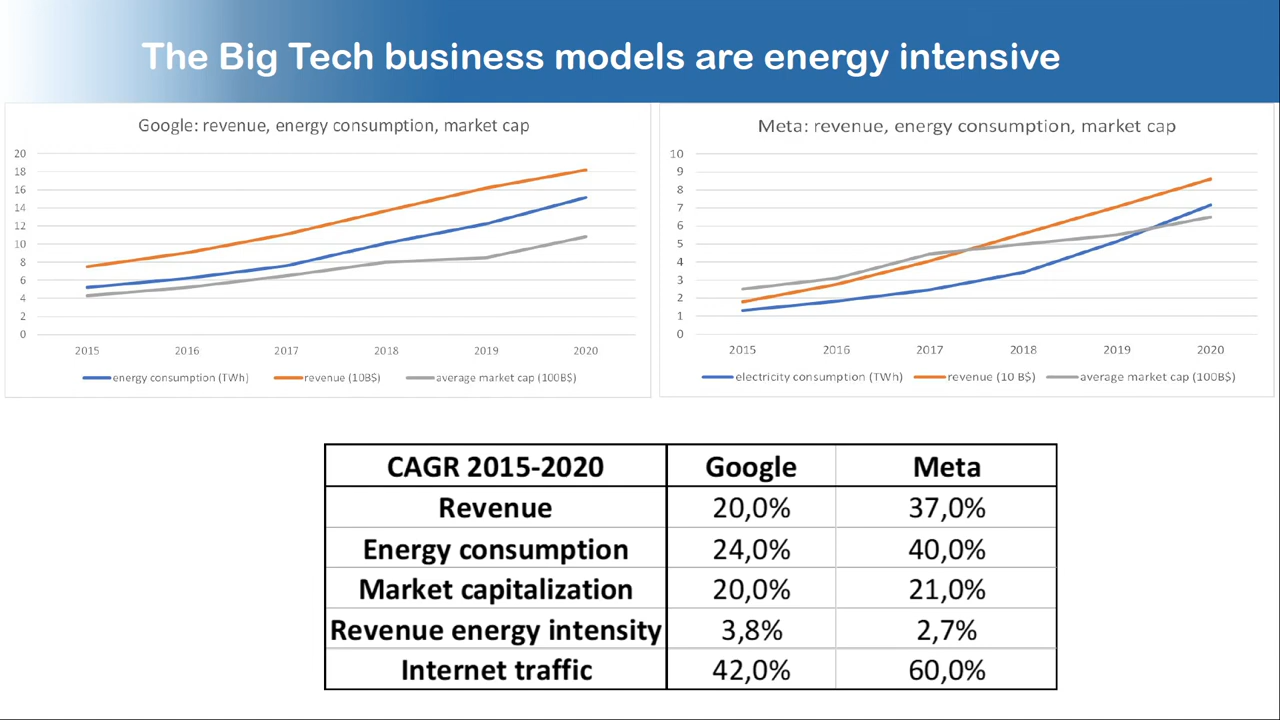 The Big Tech business models are energy intensive
Google: revenue, energy consumption, market cap
20
18
16
14
12
10
8
6
4
2
0
2015 2016 2017 2018 2019 2020
energy consumption (TWh) revenue (10B$) average market cap (100B$)
Meta: revenue, energy consumption, market cap
10
9
8
7
6
5
4
3
2
1
0
2015 2016 2017 2018 2019 2020
electricity consumption (TWh) revenue (10 B$) average market cap (100B$)
CAGR 2015-2020 Google Meta
Revenue 20,0% 37,0%
Energy consumption 24,0% 40,0%
Market capitalization 20,0% 21,0%
Revenue energy intensity 3,8% 2,7%
Internet traffic 42,0% 60,0%